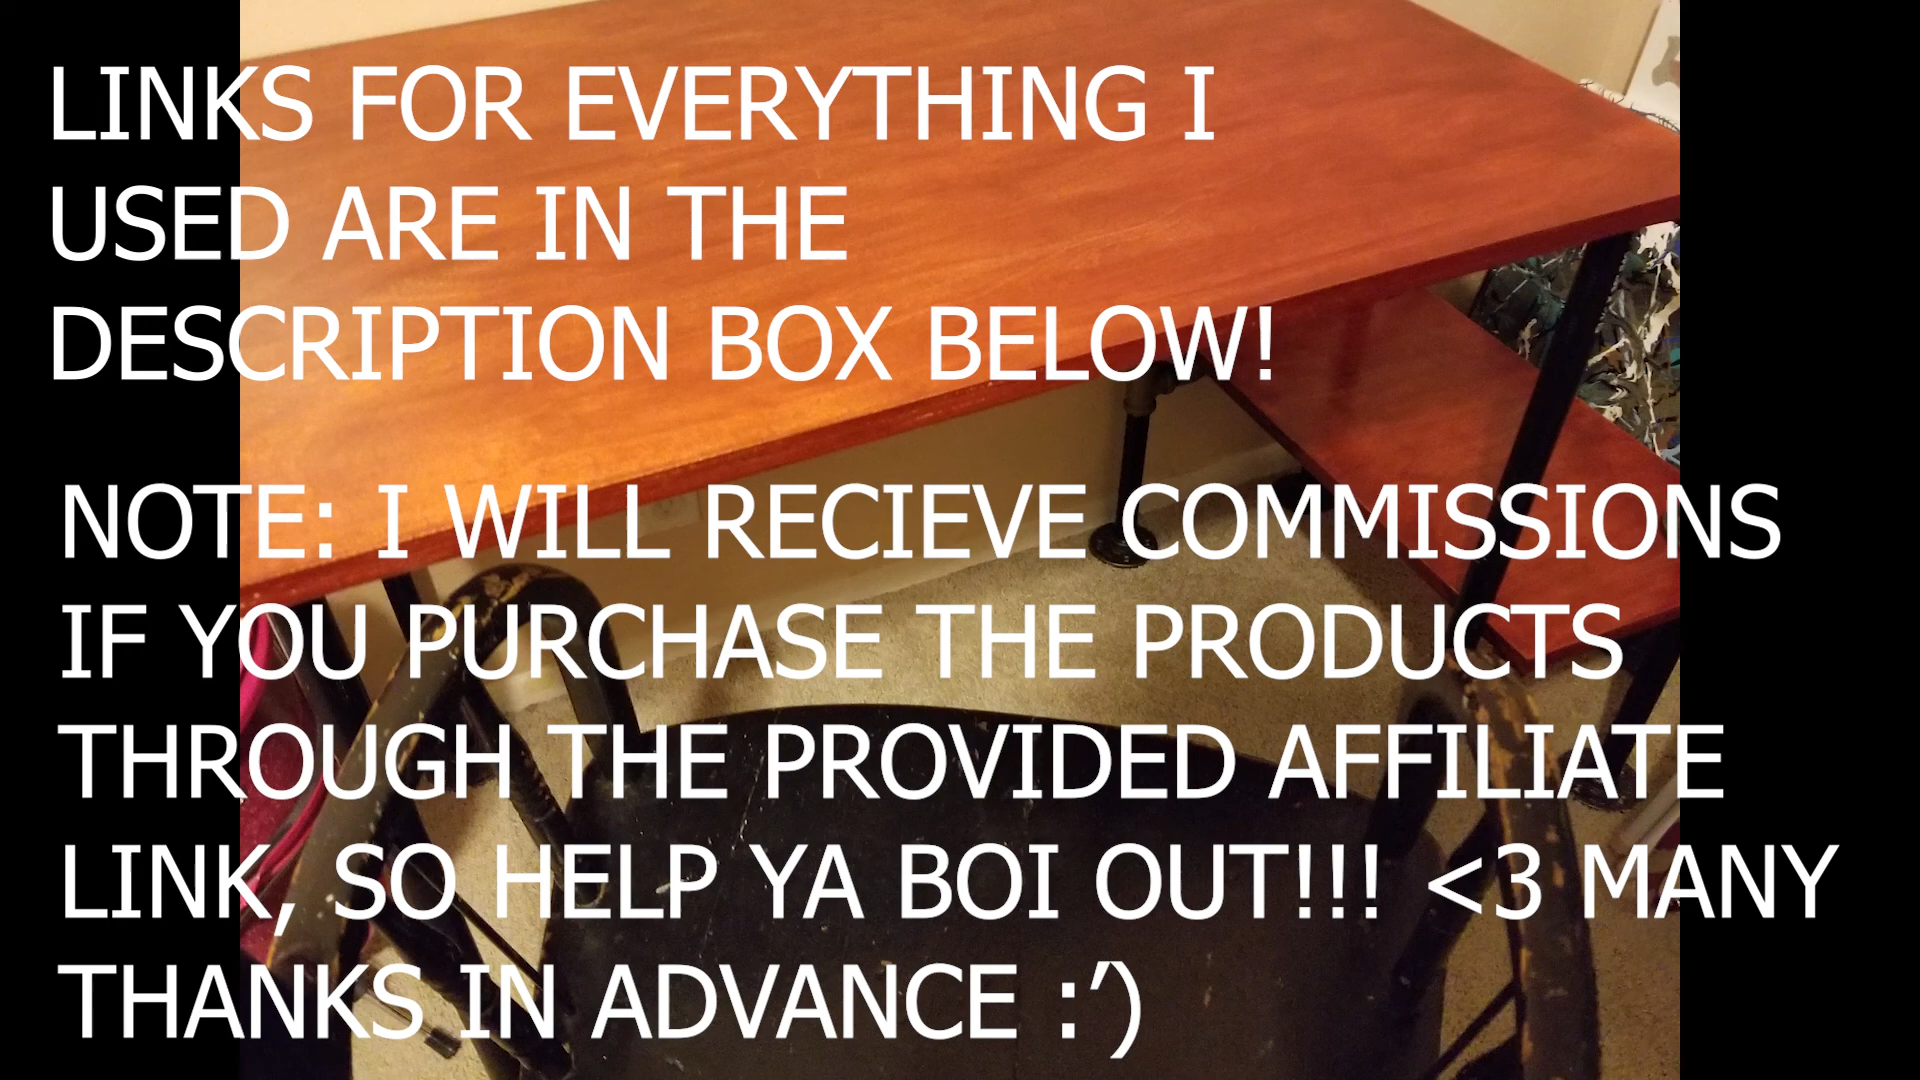 LINKS FOR EVERYTHING I
USED ARE IN THE
DESCRIPTION BOX BELOW!
NOTE: I WILL RECIEVE COMMISSIONS
IF YOU PURCHASE THE PRODUCTS
THROUGH THE PROVIDED AFFILIATE
LINK, SO HELP YA BOI OUT!!! <3 MANY
THANKS IN ADVANCE :')